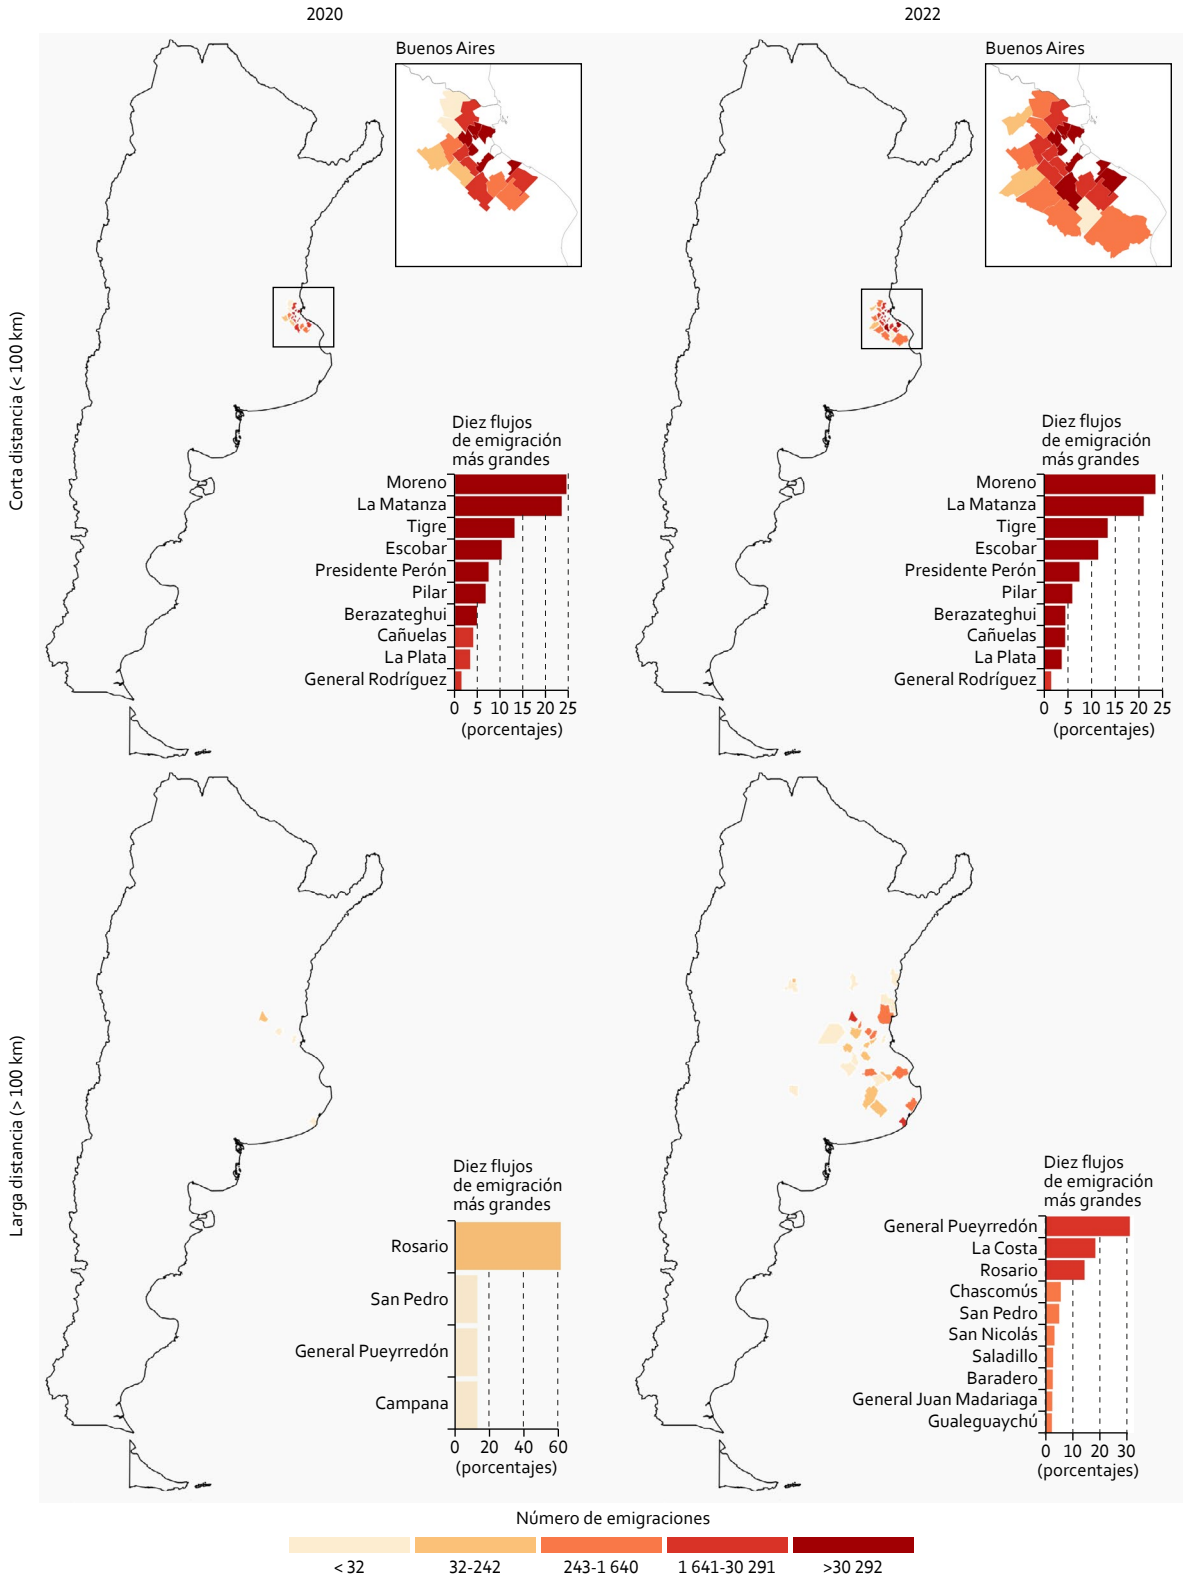 2020
2022
Corta distancia (< 100 km)
Buenos Aires
Diez flujos
de emigración
más grandes
Moreno
La Matanza
Tigre
Escobar
Presidente Perón
Pilar
Berazateghui
Cañuelas
La Plata
General Rodríguez
0 5 10 15 20 25
(porcentajes)
Buenos Aires
Diez flujos
de emigración
más grandes
Moreno
La Matanza
Tigre
Escobar
Presidente Perón
Pilar
Berazateghui
Cañuelas
La Plata
General Rodríguez
0 5 10 15 20 25
(porcentajes)
Larga distancia (> 100 km)
Diez flujos
de emigración
más grandes
Rosario
San Pedro
General Pueyrredón
Campana
0 20 40 60
(porcentajes)
Diez flujos
de emigración
más grandes
General Pueyrredón
La Costa
Rosario
Chascomús
San Pedro
San Nicolás
Saladillo
Baradero
General Juan Madariaga
Gualeguaychú
0 10 20 30
(porcentajes)
Número de emigraciones
< 32 32-242 243-1 640 1 641-30 291 >30 292